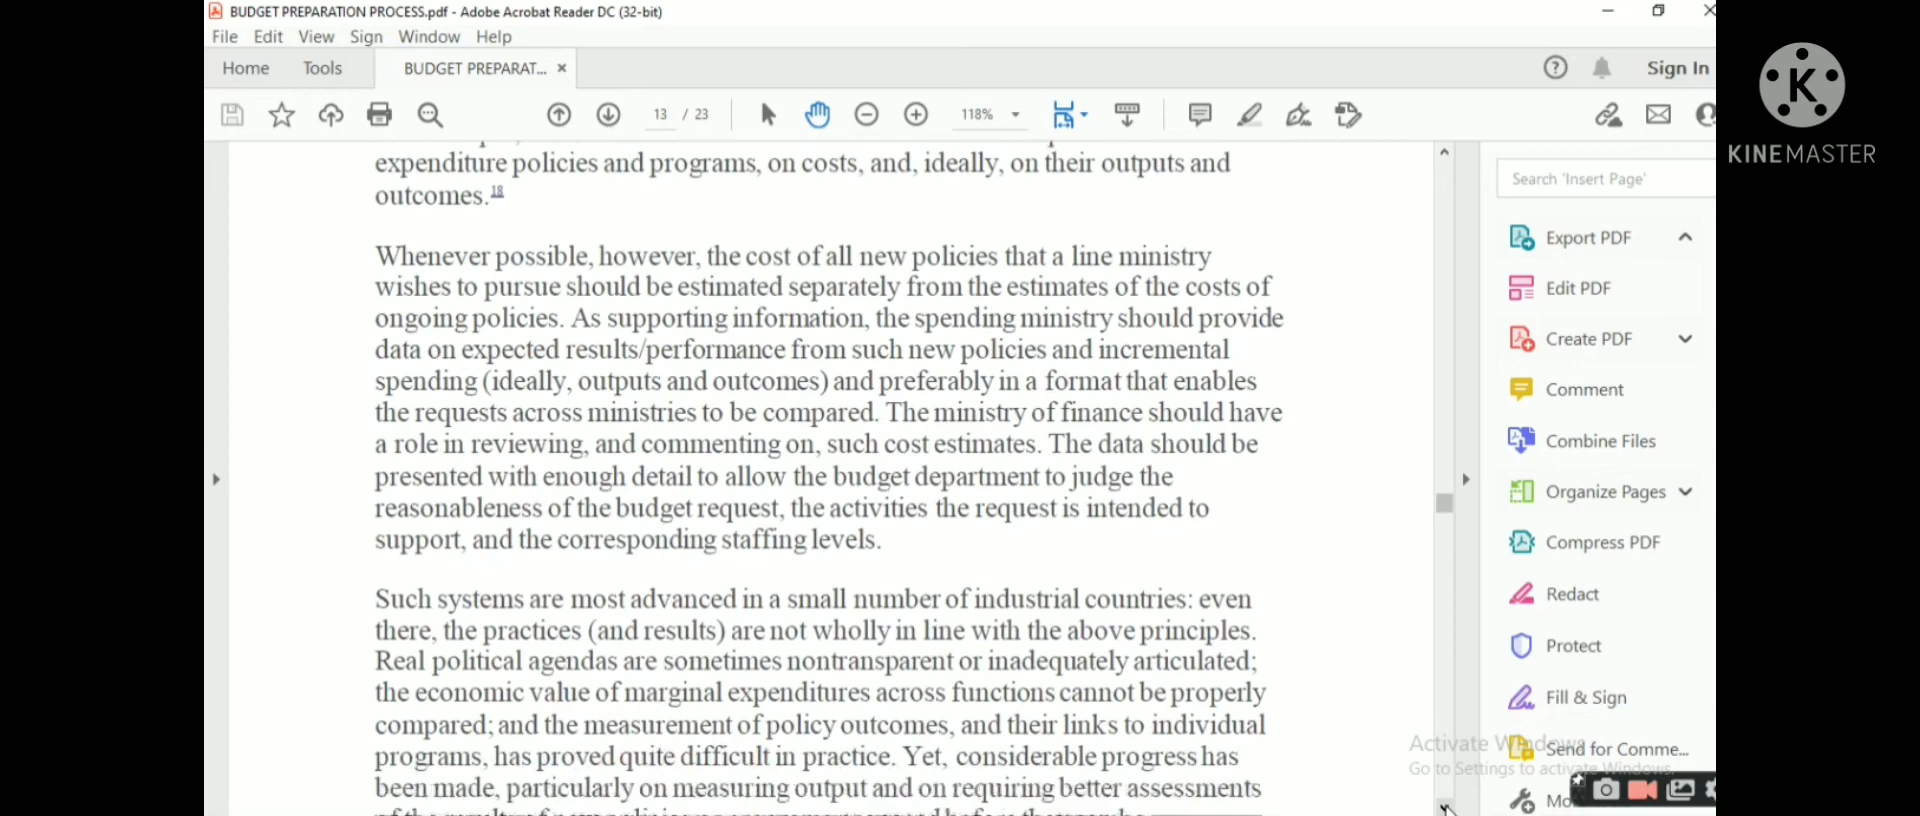 BUDGET PREPARATION PROCESS.pdf - Adobe Acrobat Reader DC (32-bit)
File Edit View Sign Window Help
Home Tools BUDGET PREPARAT... × Sign In
13 / 23 118%
KINEMASTER
expenditure policies and programs, on costs, and, ideally, on their outputs and
outcomes.18
Whenever possible, however, the cost of all new policies that a line ministry
wishes to pursue should be estimated separately from the estimates of the costs of
ongoing policies. As supporting information, the spending ministry should provide
data on expected results/performance from such new policies and incremental
spending (ideally, outputs and outcomes) and preferably in a format that enables
the requests across ministries to be compared. The ministry of finance should have
a role in reviewing, and commenting on, such cost estimates. The data should be
presented with enough detail to allow the budget department to judge the
reasonableness of the budget request, the activities the request is intended to
support, and the corresponding staffing levels.
Such systems are most advanced in a small number of industrial countries: even
there, the practices (and results) are not wholly in line with the above principles.
Real political agendas are sometimes nontransparent or inadequately articulated;
the economic value of marginal expenditures across functions cannot be properly
compared; and the measurement of policy outcomes, and their links to individual
programs, has proved quite difficult in practice. Yet, considerable progress has
been made, particularly on measuring output and on requiring better assessments
Search 'Insert Page'
Export PDF
Edit PDF
Create PDF
Comment
Combine Files
Organize Pages
Compress PDF
Redact
Protect
Fill & Sign
Send for Comme...
Activate Windows
Go to Settings to activate Windows.